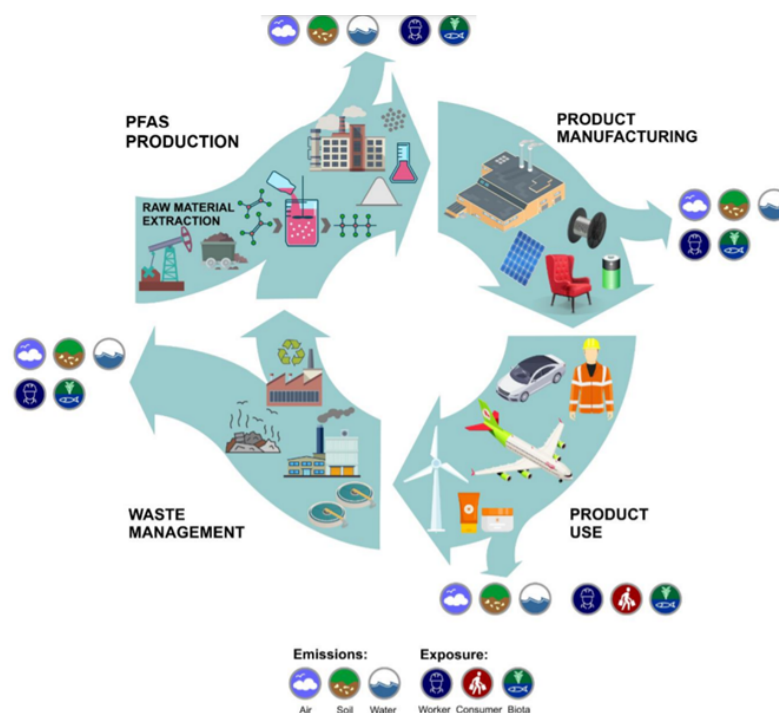 PFAS
PRODUCTION
PRODUCT
MANUFACTURING
RAW MATERIAL
EXTRACTION
WASTE
MANAGEMENT
PRODUCT
USE
Emissions:
Exposure:
Air
Soil
Water
Worker
Consumer
Biota